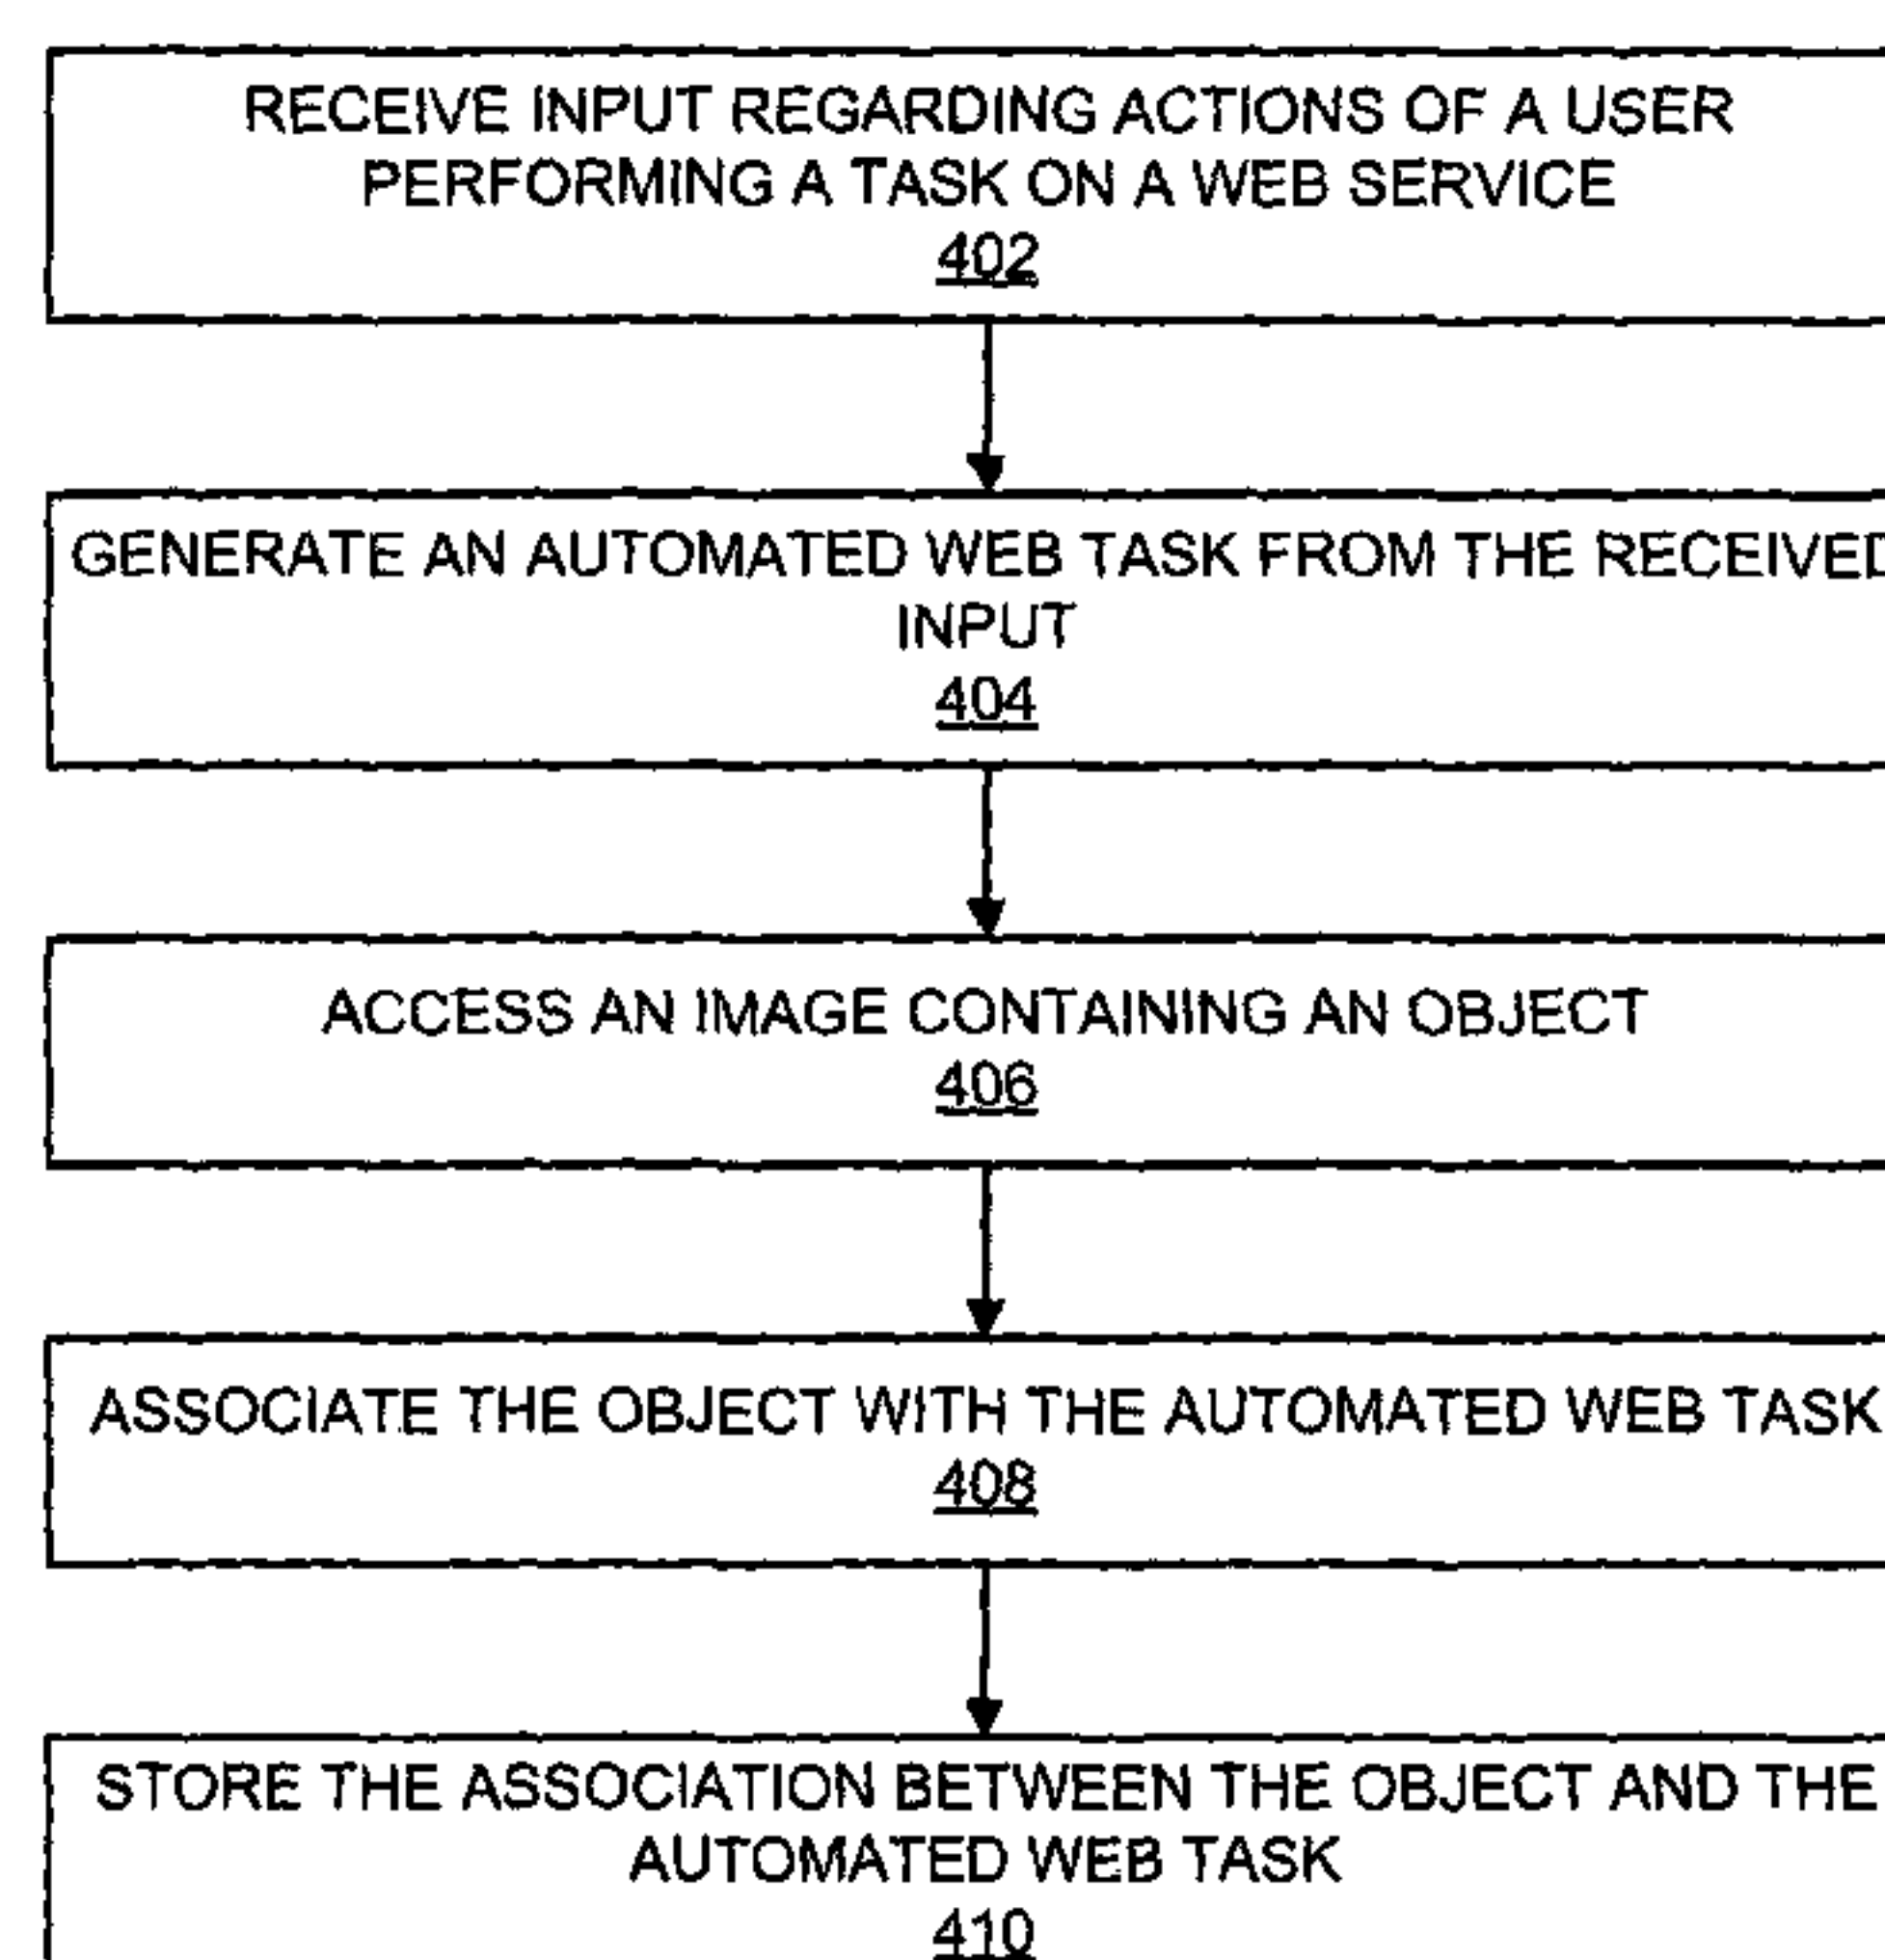 RECEIVE INPUT REGARDING ACTIONS OF A USER
PERFORMING A TASK ON A WEB SERVICE
402
GENERATE AN AUTOMATED WEB TASK FROM THE RECEIVED
INPUT
404
ACCESS AN IMAGE CONTAINING AN OBJECT
406
ASSOCIATE THE OBJECT WITH THE AUTOMATED WEB TASK
408
STORE THE ASSOCIATION BETWEEN THE OBJECT AND THE
AUTOMATED WEB TASK
410